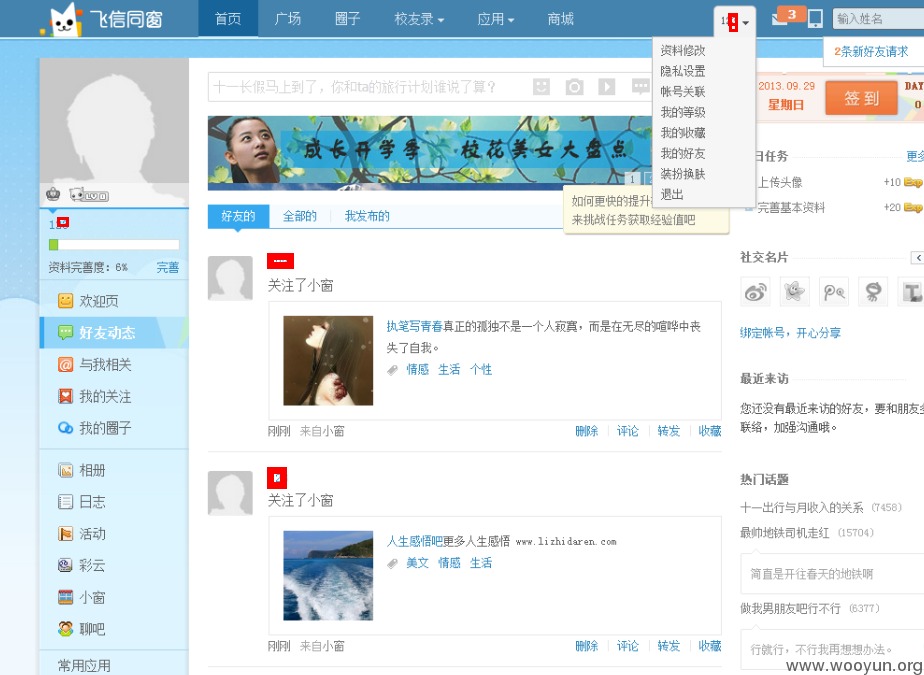 飞信同窗
首页 广场 圈子 校友录 应用 商城
3
输入姓名
2条新好友请求
资料修改
隐私设置
帐号关联
我的等级
我的收藏
我的好友
装扮换肤
退出
十一长假马上到了，你和ta的旅行计划谁说了算？
2013.09.29
星期日
签到
DAY
0
成长开学季 校花美女大盘点
1
如何更快的提升
来挑战任务获取经验值吧
日任务
上传头像 +10
完善基本资料 +20
LV0
资料完善度：6% 完善
欢迎页
好友动态
与我相关
我的关注
我的圈子
相册
日志
活动
彩云
小窗
聊吧
常用应用
好友的 全部的 我发布的
关注了小窗
执笔写青春真正的孤独不是一个人寂寞，而是在无尽的喧哗中丧
失了自我。
情感 生活 个性
刚刚 来自小窗 删除 评论 转发 收藏
关注了小窗
人生感悟吧更多人生感悟 www.lizhidaren.com
美文 情感 生活
刚刚 来自小窗 删除 评论 转发 收藏
社交名片
绑定帐号，开心分享
最近来访
您还没有最近来访的好友，要和朋友多
联络，加强沟通哦。
热门话题
十一出行与月收入的关系 (7458)
最帅地铁司机走红 (15704)
简直是开往春天的地铁啊
做我男朋友吧行不行 (6377)
行就行，不行我再想想办法。
www.wooyun.org